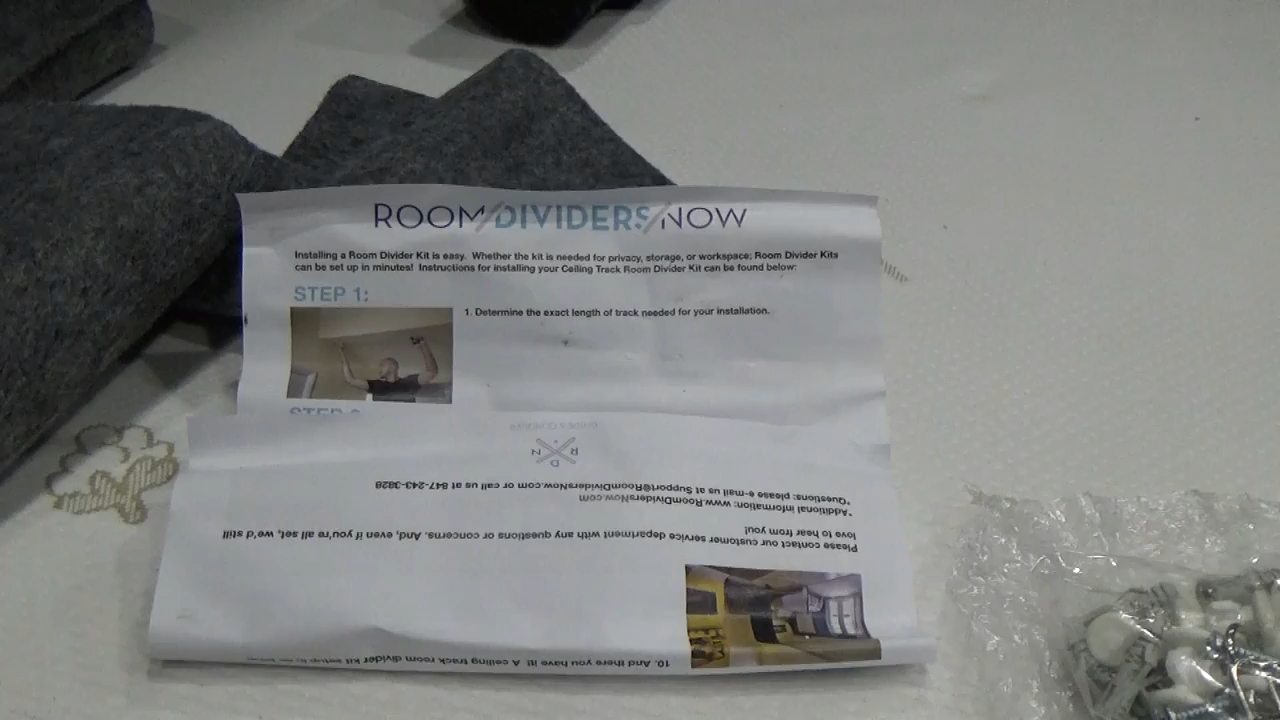 ROOM/DIVIDERS/NOW
Installing a Room Divider Kit is easy. Whether the kit is needed for privacy, storage, or workspace; Room Divider Kits
can be set up in minutes! Instructions for installing your Ceiling Track Room Divider Kit can be found below:
STEP 1:
1. Determine the exact length of track needed for your installation.
STEP
10. And there you have it! A ceiling track room divider kit setup
Please contact our customer service department with any questions or concerns. And, even if you're all set, we'd still
love to hear from you!
*Additional information: www.RoomDividersNow.com
*Questions: please e-mail us at Support@RoomDividersNow.com or call us at 847-243-3828
R D N